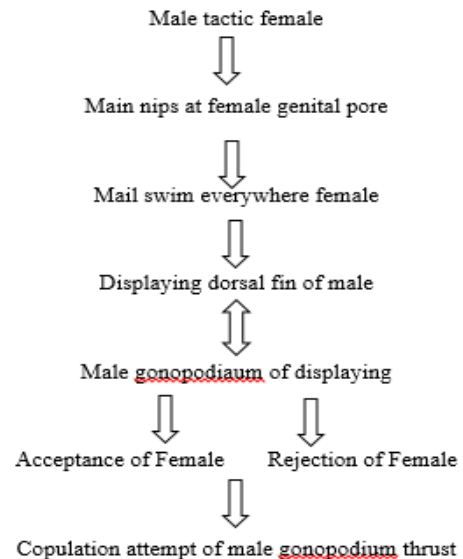 Male tactic female
Main nips at female genital pore
Mail swim everywhere female
Displaying dorsal fin of male
Male gonopodiaum of displaying
Acceptance of Female Rejection of Female
Copulation attempt of male gonopodium thrust